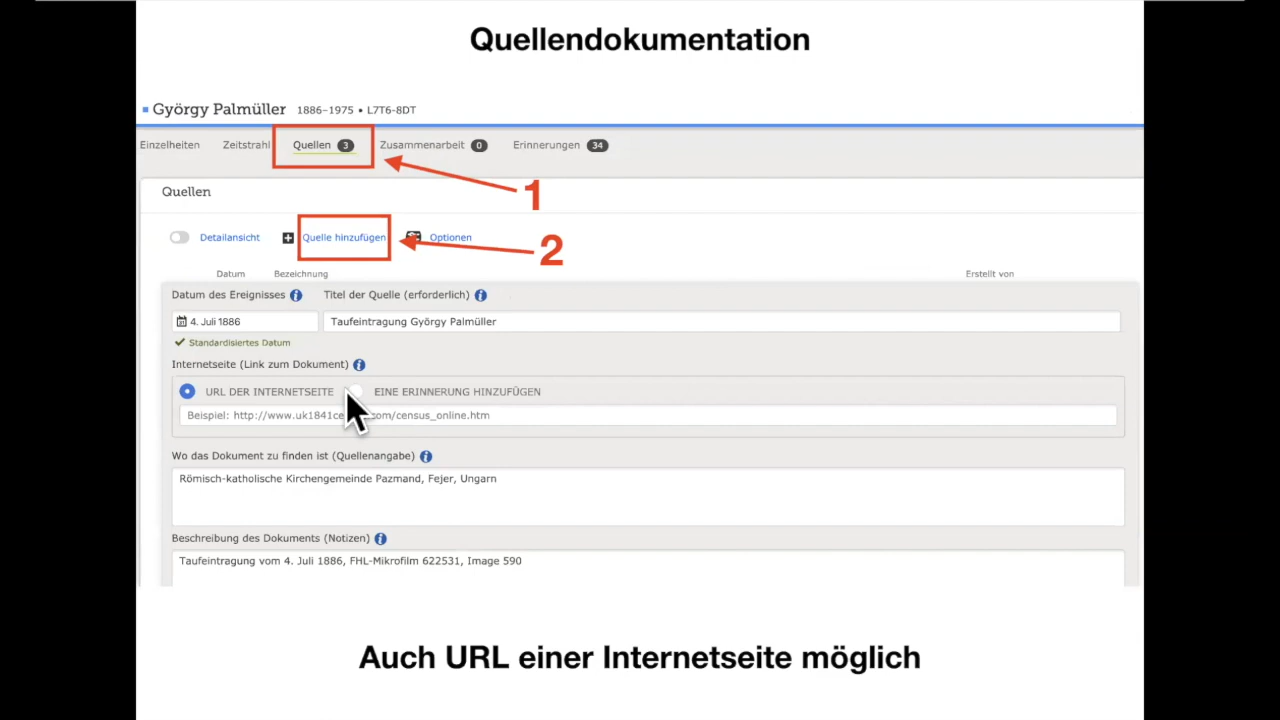 Quellendokumentation
György Palmüller 1886–1975 • L7T6-8DT
Einzelheiten Zeitstrahl Quellen 3 Zusammenarbeit 0 Erinnerungen 34
1
Quellen
Detailansicht Quelle hinzufügen Optionen
2
Datum Bezeichnung Erstellt von
Datum des Ereignisses Titel der Quelle (erforderlich)
4. Juli 1886 Taufeintragung György Palmüller
Standardisiertes Datum
Internetseite (Link zum Dokument)
URL DER INTERNETSEITE EINE ERINNERUNG HINZUFÜGEN
Beispiel: .com/census_online.htm
Wo das Dokument zu finden ist (Quellenangabe)
Römisch-katholische Kirchengemeinde Pazmand, Fejer, Ungarn
Beschreibung des Dokuments (Notizen)
Taufeintragung vom 4. Juli 1886, FHL-Mikrofilm 622531, Image 590
Auch URL einer Internetseite möglich